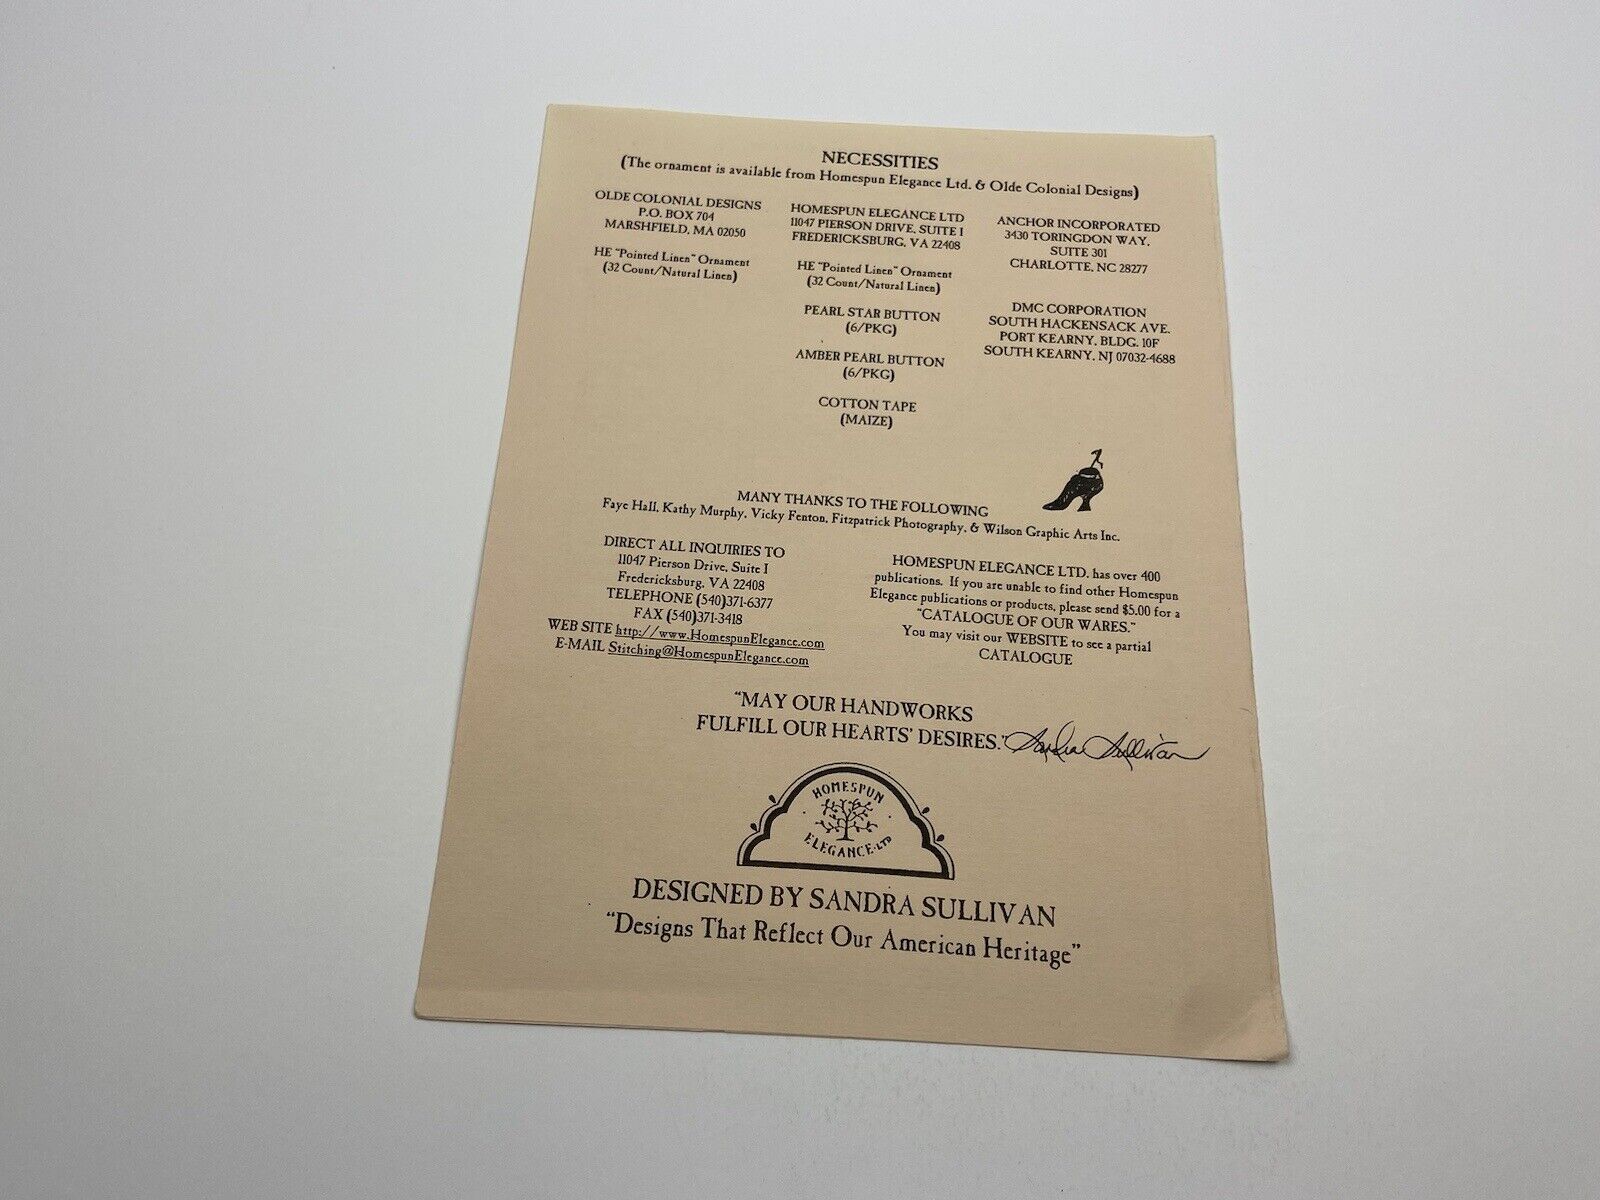 NECESSITIES
(The ornament is available from Homespun Elegance Ltd. & Olde Colonial Designs)
OLDE COLONIAL DESIGNS
P.O. BOX 704
MARSHFIELD, MA 02050
HE "Pointed Linen" Ornament
(32 Count/Natural Linen)
HOMESPUN ELEGANCE LTD
11047 PIERSON DRIVE, SUITE I
FREDERICKSBURG, VA 22408
HE "Pointed Linen" Ornament
(32 Count/Natural Linen)
PEARL STAR BUTTON
(6/PKG)
AMBER PEARL BUTTON
(6/PKG)
COTTON TAPE
(MAIZE)
ANCHOR INCORPORATED
3430 TORINGDON WAY,
SUITE 301
CHARLOTTE, NC 28277
DMC CORPORATION
SOUTH HACKENSACK AVE.
PORT KEARNY, BLDG. 10F
SOUTH KEARNY, NJ 07032-4688
MANY THANKS TO THE FOLLOWING
Faye Hall, Kathy Murphy, Vicky Fenton, Fitzpatrick Photography, & Wilson Graphic Arts Inc.
DIRECT ALL INQUIRIES TO
11047 Pierson Drive, Suite I
Fredericksburg, VA 22408
TELEPHONE (540)371-6377
FAX (540)371-3418
WEB SITE http://www.HomespunElegance.com
E-MAIL Stitching@HomespunElegance.com
HOMESPUN ELEGANCE LTD. has over 400
publications. If you are unable to find other Homespun
Elegance publications or products, please send $5.00 for a
"CATALOGUE OF OUR WARES."
You may visit our WEBSITE to see a partial
CATALOGUE
"MAY OUR HANDWORKS
FULFILL OUR HEARTS' DESIRES." Sandra Sullivan
HOMESPUN
ELEGANCE LTD
DESIGNED BY SANDRA SULLIVAN
"Designs That Reflect Our American Heritage"